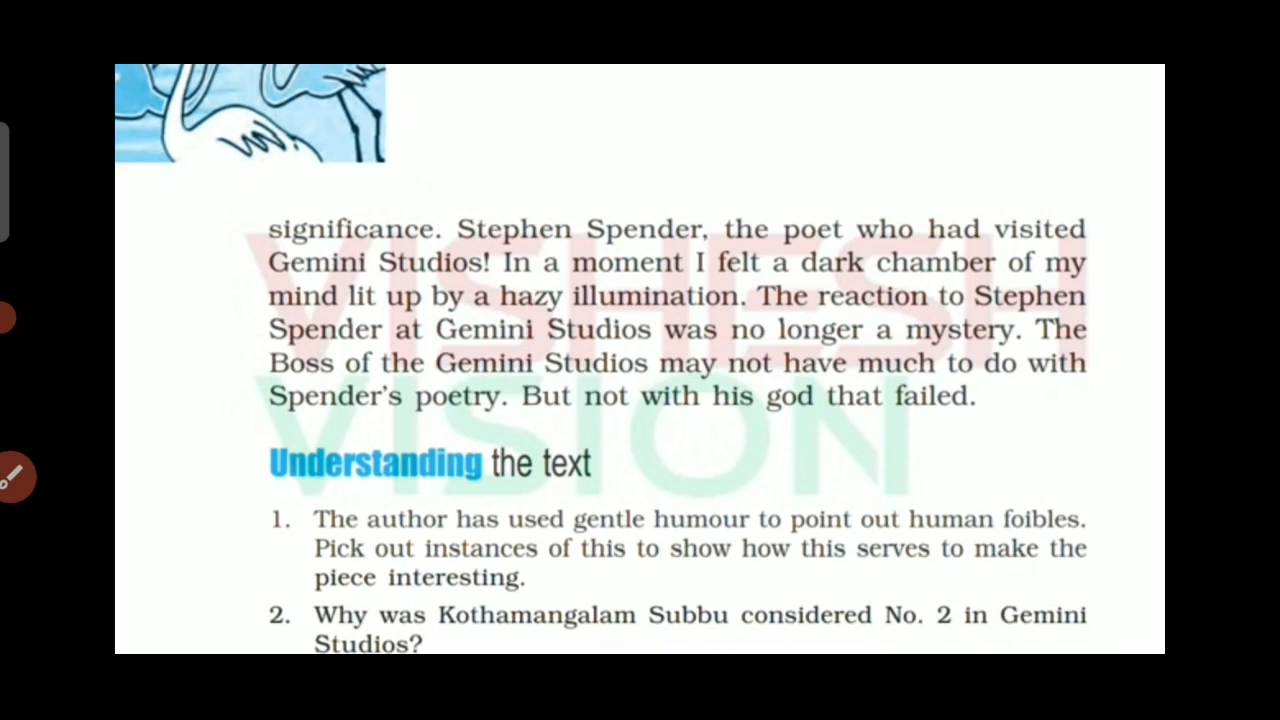 significance. Stephen Spender, the poet who had visited
Gemini Studios! In a moment I felt a dark chamber of my
mind lit up by a hazy illumination. The reaction to Stephen
Spender at Gemini Studios was no longer a mystery. The
Boss of the Gemini Studios may not have much to do with
Spender's poetry. But not with his god that failed.
VISHESH
VISION
Understanding the text
1. The author has used gentle humour to point out human foibles.
Pick out instances of this to show how this serves to make the
piece interesting.
2. Why was Kothamangalam Subbu considered No. 2 in Gemini
Studios?